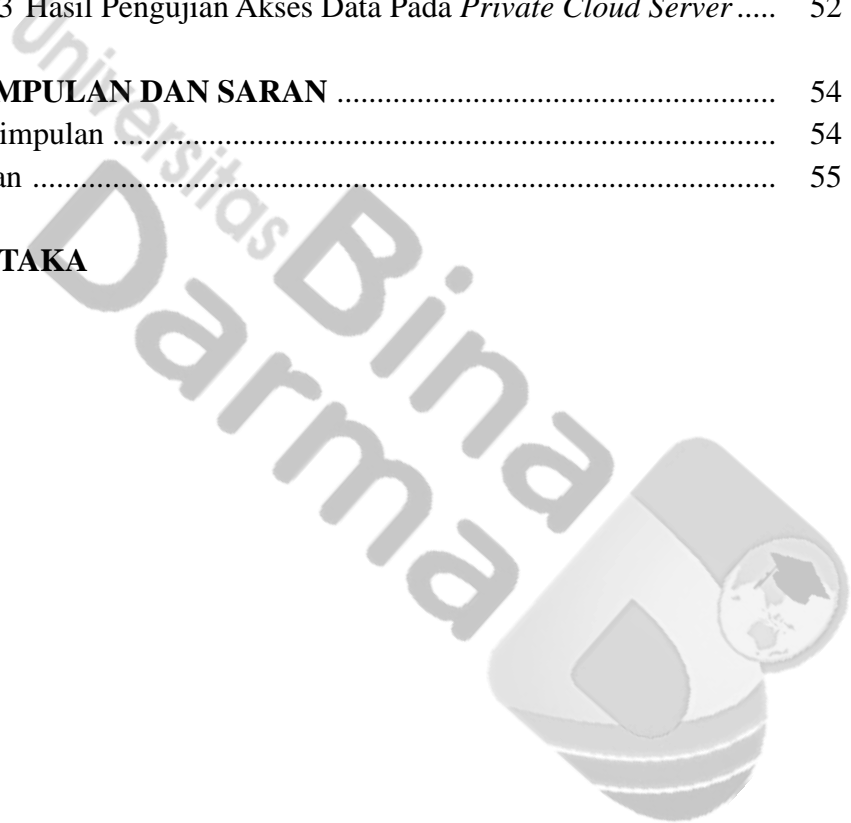 3 Hasil Pengujian Akses Data Pada Private Cloud Server ..... 52
MPULAN DAN SARAN ........................................................ 54
impulan ..................................................................................... 54
an ............................................................................................... 55
TAKA
Universitas
Bina
Darma